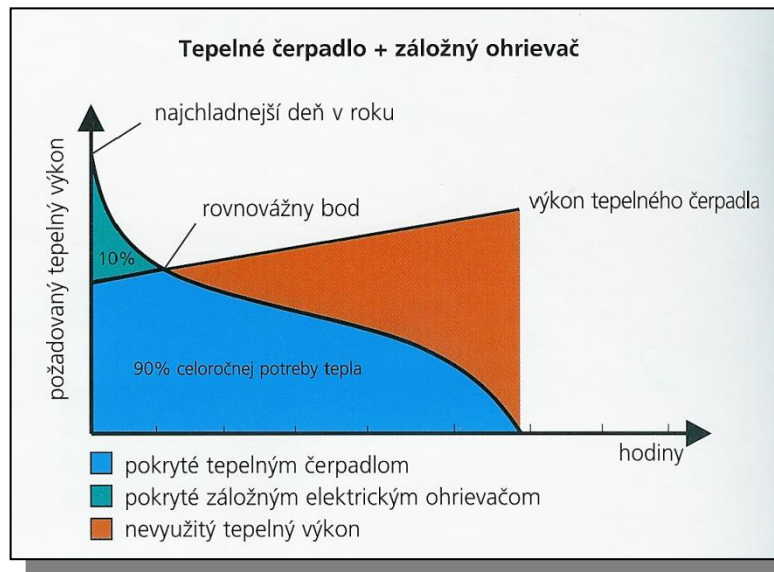 Tepelné čerpadlo + záložný ohrievač
najchladnejší deň v roku
rovnovážny bod
výkon tepelného čerpadla
požadovaný tepelný výkon
10%
90% celoročnej potreby tepla
hodiny
pokryté tepelným čerpadlom
pokryté záložným elektrickým ohrievačom
nevyužitý tepelný výkon